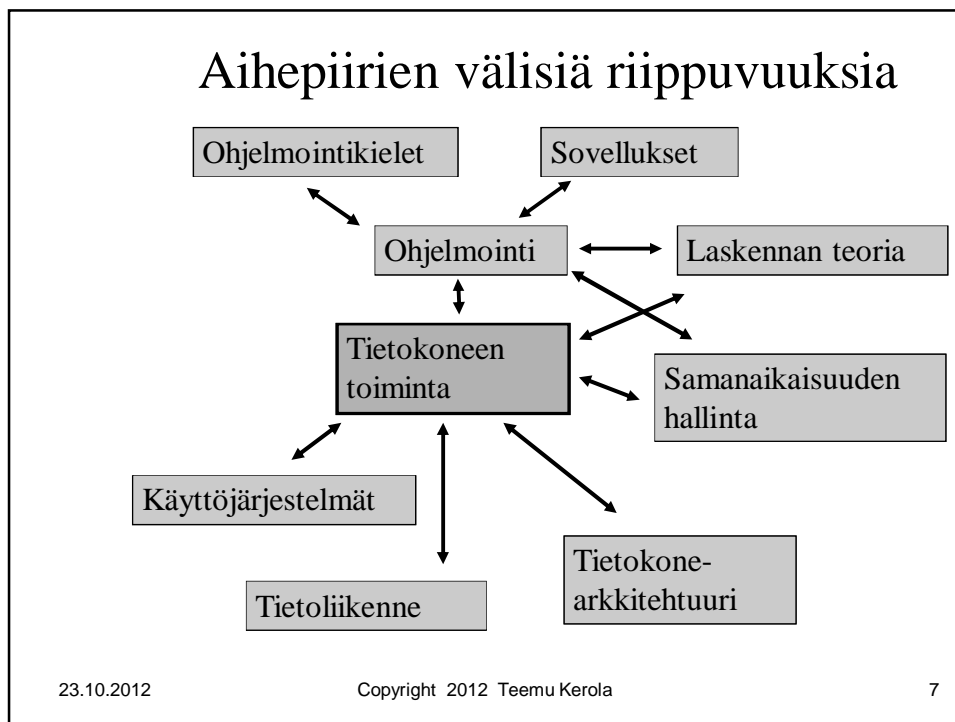 Aihepiirien välisiä riippuvuuksia
Ohjelmointikielet
Sovellukset
Ohjelmointi
Laskennan teoria
Tietokoneen
toiminta
Samanaikaisuuden
hallinta
Käyttöjärjestelmät
Tietokone-
arkkitehtuuri
Tietoliikenne
23.10.2012
Copyright 2012 Teemu Kerola
7